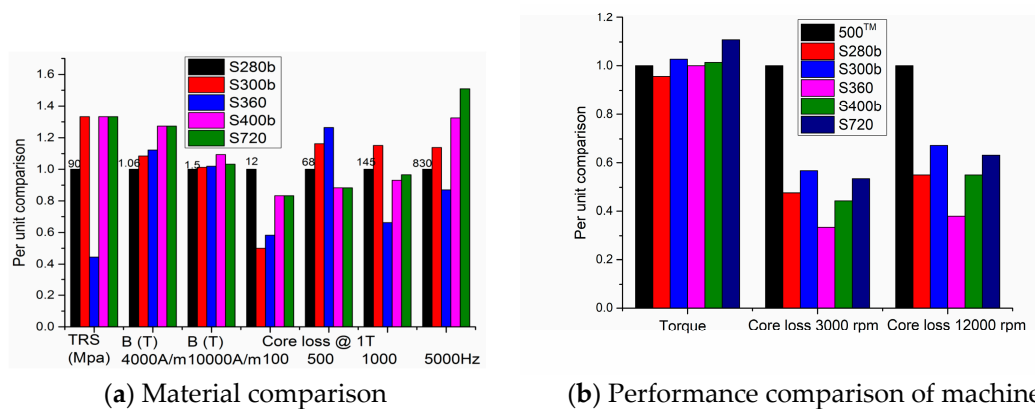 1.6
1.4
1.2
1.0
0.8
0.6
0.4
0.2
0.0
Per unit comparison
S280b
S300b
S360
S400b
S720
90
1.06
1.5
12
68
145
830
TRS B (T) B (T) Core loss @ 1T
(Mpa) 4000A/m 10000A/m 100 500 1000 5000Hz
(a) Material comparison
1.2
1.0
0.8
0.6
0.4
0.2
0.0
Per unit comparison
500™
S280b
S300b
S360
S400b
S720
Torque Core loss 3000 rpm Core loss 12000 rpm
(b) Performance comparison of machine